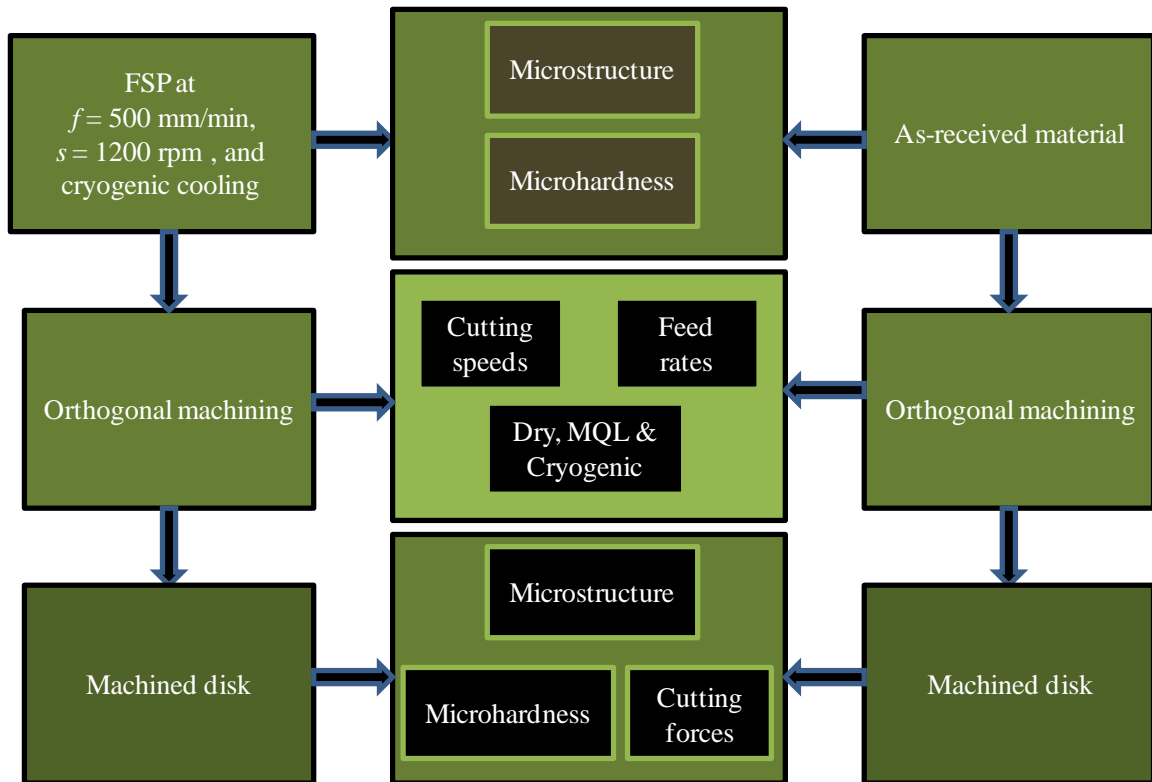 FSP at
f = 500 mm/min,
s = 1200 rpm , and
cryogenic cooling
Microstructure
Microhardness
As-received material
Orthogonal machining
Cutting
speeds
Feed
rates
Dry, MQL &
Cryogenic
Orthogonal machining
Machined disk
Microstructure
Microhardness
Cutting
forces
Machined disk